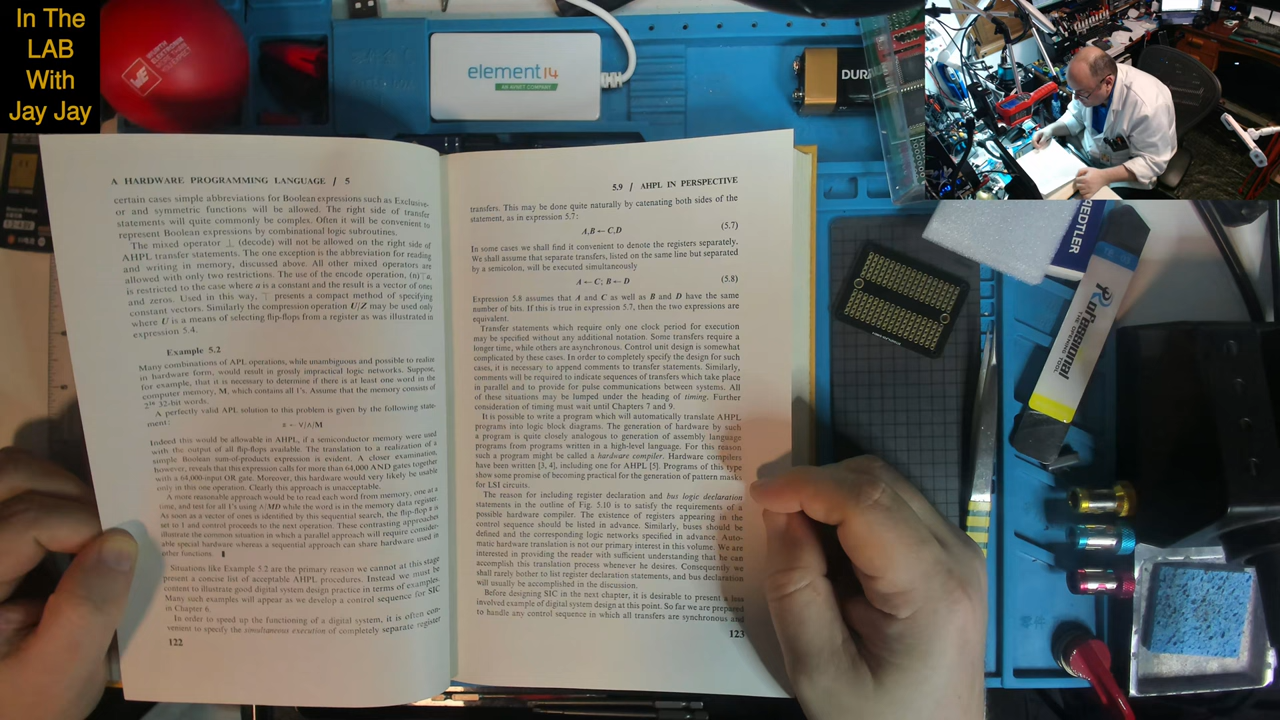 In The
LAB
With
Jay Jay
WÜRTH
ELEKTRONIK
MORE THAN
YOU EXPECT
element14
AN AVNET COMPANY
DURA
STAEDTLER
Professional
A HARDWARE PROGRAMMING LANGUAGE / 5
certain cases simple abbreviations for Boolean expressions such as Exclusive-
or and symmetric functions will be allowed. The right side of transfer
statements will quite commonly be complex. Often it will be convenient to
represent Boolean expressions by combinational logic subroutines.
The mixed operator ⊥ (decode) will not be allowed on the right side of
AHPL transfer statements. The one exception is the abbreviation for reading
and writing in memory, discussed above. All other mixed operators are
allowed with only two restrictions. The use of the encode operation, (n)⊤a,
is restricted to the case where a is a constant and the result is a vector of ones
and zeros. Used in this way, ⊤ presents a compact method of specifying
constant vectors. Similarly the compression operation U/Z may be used only
where U is a means of selecting flip-flops from a register as was illustrated in
expression 5.4.
Example 5.2
Many combinations of APL operations, while unambiguous and possible to realize
in hardware form, would result in grossly impractical logic networks. Suppose,
for example, that it is necessary to determine if there is at least one word in the
computer memory, M, which contains all 1's. Assume that the memory consists of
2¹⁶ 32-bit words.
A perfectly valid APL solution to this problem is given by the following state-
ment:
z ← ∨/∧/M
Indeed this would be allowable in AHPL, if a semiconductor memory were used
with the output of all flip-flops available. The translation to a realization of a
simple Boolean sum-of-products expression is evident. A closer examination,
however, reveals that this expression calls for more than 64,000 AND gates together
with a 64,000-input OR gate. Moreover, this hardware would very likely be usable
only in this one operation. Clearly this approach is unacceptable.
A more reasonable approach would be to read each word from memory, one at a
time, and test for all 1's using ∧/MD while the word is in the memory data register.
As soon as a vector of ones is identified by this sequential search, the flip-flop z is
set to 1 and control proceeds to the next operation. These contrasting approaches
illustrate the common situation in which a parallel approach will require consider-
able special hardware whereas a sequential approach can share hardware used in
other functions. ▮
Situations like Example 5.2 are the primary reason we cannot at this stage
present a concise list of acceptable AHPL procedures. Instead we must be
content to illustrate good digital system design practice in terms of examples.
Many such examples will appear as we develop a control sequence for SIC
in Chapter 6.
In order to speed up the functioning of a digital system, it is often con-
venient to specify the simultaneous execution of completely separate register
122
5.9 / AHPL IN PERSPECTIVE
transfers. This may be done quite naturally by catenating both sides of the
statement, as in expression 5.7:
A,B ← C,D (5.7)
In some cases we shall find it convenient to denote the registers separately.
We shall assume that separate transfers, listed on the same line but separated
by a semicolon, will be executed simultaneously
A ← C; B ← D (5.8)
Expression 5.8 assumes that A and C as well as B and D have the same
number of bits. If this is true in expression 5.7, then the two expressions are
equivalent.
Transfer statements which require only one clock period for execution
may be specified without any additional notation. Some transfers require a
longer time, while others are asynchronous. Control unit design is somewhat
complicated by these cases. In order to completely specify the design for such
cases, it is necessary to append comments to transfer statements. Similarly,
comments will be required to indicate sequences of transfers which take place
in parallel and to provide for pulse communications between systems. All
of these situations may be lumped under the heading of timing. Further
consideration of timing must wait until Chapters 7 and 9.
It is possible to write a program which will automatically translate AHPL
programs into logic block diagrams. The generation of hardware by such
a program is quite closely analogous to generation of assembly language
programs from programs written in a high-level language. For this reason
such a program might be called a hardware compiler. Hardware compilers
have been written [3, 4], including one for AHPL [5]. Programs of this type
show some promise of becoming practical for the generation of pattern masks
for LSI circuits.
The reason for including register declaration and bus logic declaration
statements in the outline of Fig. 5.10 is to satisfy the requirements of a
possible hardware compiler. The existence of registers appearing in the
control sequence should be listed in advance. Similarly, buses should be
defined and the corresponding logic networks specified in advance. Auto-
matic hardware translation is not our primary interest in this volume. We are
interested in providing the reader with sufficient understanding that he can
accomplish this translation process whenever he desires. Consequently we
shall rarely bother to list register declaration statements, and bus declaration
will usually be accomplished in the discussion.
Before designing SIC in the next chapter, it is desirable to present a less
involved example of digital system design at this point. So far we are prepared
to handle any control sequence in which all transfers are synchronous and
123